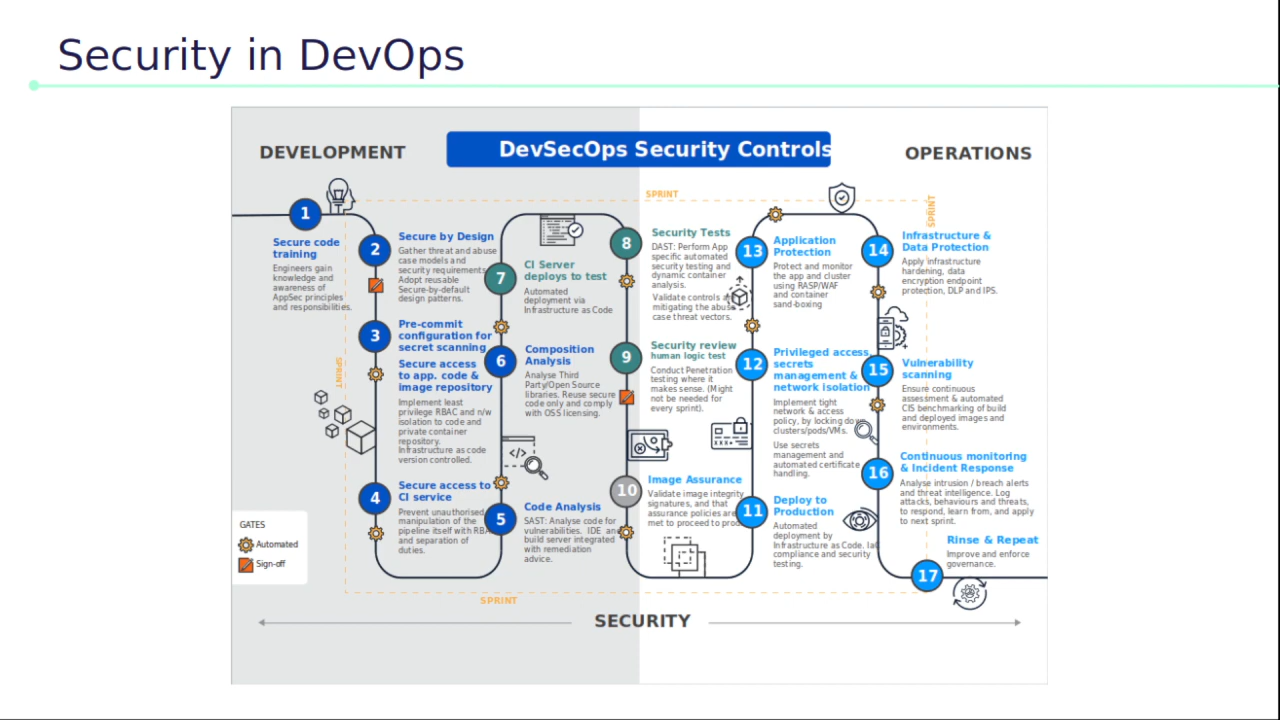 Security in DevOps
DEVELOPMENT
DevSecOps Security Controls
OPERATIONS
SPRINT
SPRINT
SPRINT
SPRINT
1
Secure code
training
Engineers gain
knowledge and
awareness of
AppSec principles
and responsibilities.
2
Secure by Design
Gather threat and abuse
case models and
security requirements
Adopt reusable
Secure-by-default
design patterns.
3
Pre-commit
configuration for
secret scanning
Secure access
to app. code &
image repository
Implement least
privilege RBAC and n/w
isolation to code and
private container
repository.
Infrastructure as code
version controlled.
4
Secure access to
CI service
Prevent unauthorised
manipulation of the
pipeline itself with RBA
and separation of
duties.
5
Code Analysis
SAST: Analyse code for
vulnerabilities. IDE and
build server integrated
with remediation
advice.
6
Composition
Analysis
Analyse Third
Party/Open Source
libraries. Reuse secure
code only and comply
with OSS licensing.
7
CI Server
deploys to test
Automated
deployment via
Infrastructure as Code
8
Security Tests
DAST: Perform App
specific automated
security testing and
dynamic container
analysis.
Validate controls a
mitigating the abuse
case threat vectors.
9
Security review
human logic test
Conduct Penetration
testing where it
makes sense. (Might
not be needed for
every sprint).
10
Image Assurance
Validate image integrity
signatures, and that
assurance policies are
met to proceed to prod
11
Deploy to
Production
Automated
deployment by
Infrastructure as Code. IaC
compliance and security
testing.
12
Privileged access,
secrets
management &
network isolation
Implement tight
network & access
policy, by locking down
clusters/pods/VMs.
Use secrets
management and
automated certificate
handling.
13
Application
Protection
Protect and monitor
the app and cluster
using RASP/WAF
and container
sand-boxing
14
Infrastructure &
Data Protection
Apply infrastructure
hardening, data
encryption endpoint
protection, DLP and IPS.
15
Vulnerability
scanning
Ensure continuous
assessment & automated
CIS benchmarking of build
and deployed images and
environments.
16
Continuous monitoring
& Incident Response
Analyse intrusion / breach alerts
and threat intelligence. Log
attacks, behaviours and threats,
to respond, learn from, and apply
to next sprint.
17
Rinse & Repeat
Improve and enforce
governance.
GATES
Automated
Sign-off
SECURITY